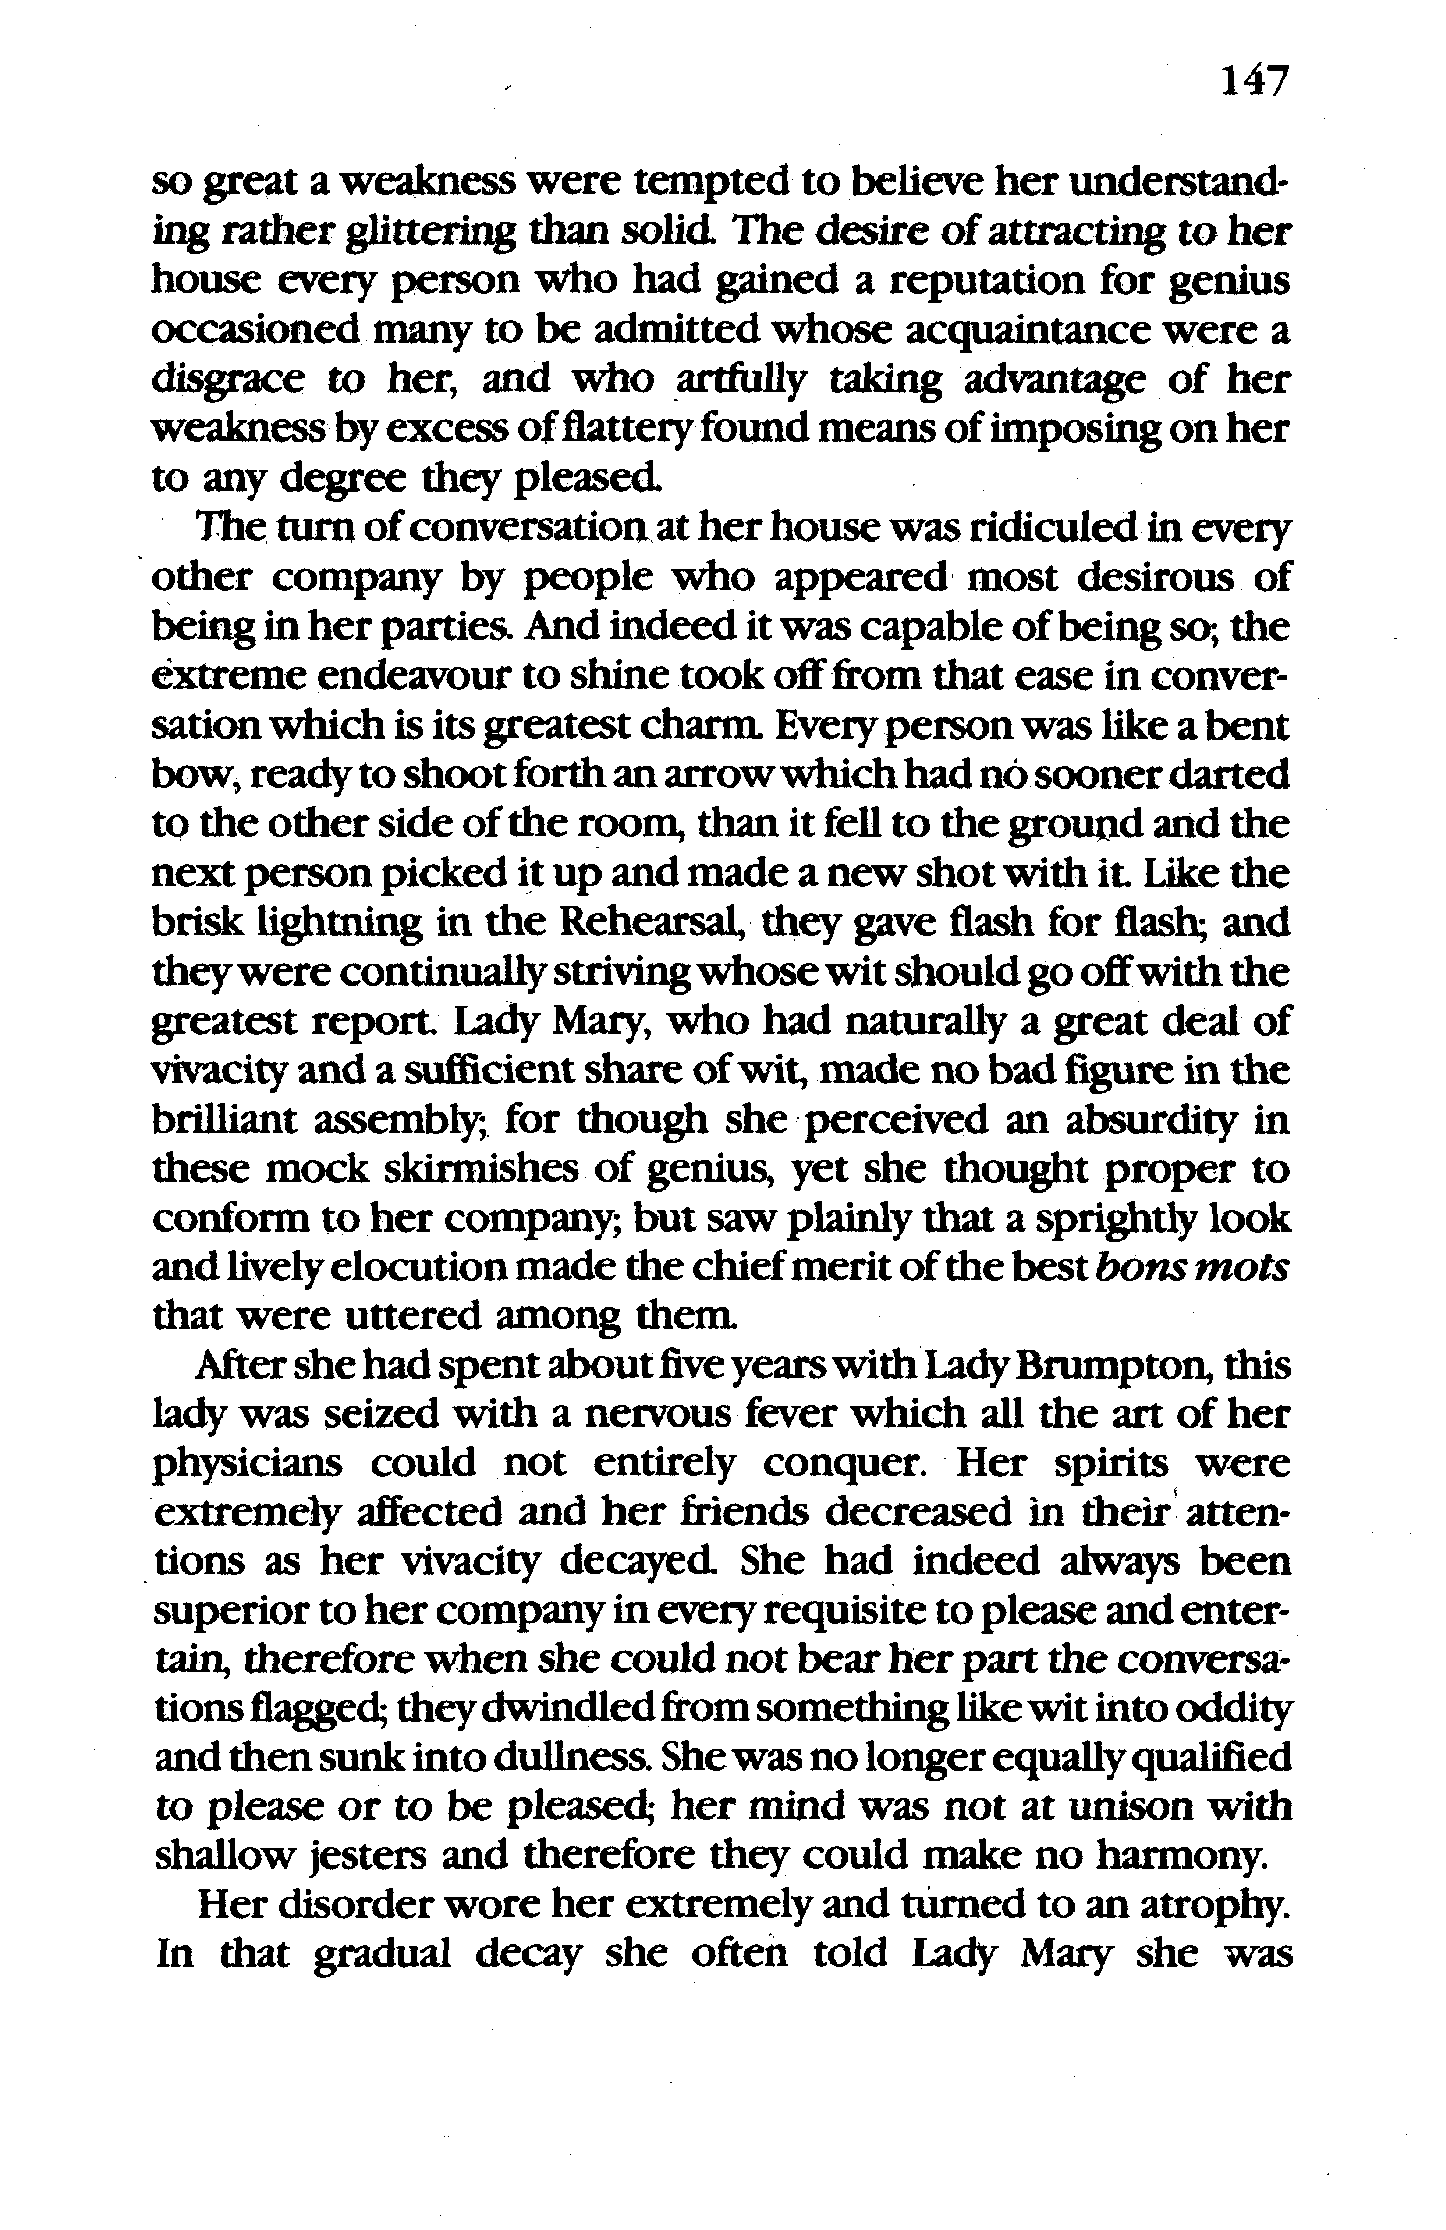 147
so great a weakness were tempted to believe her understand-
ing rather glittering than solid. The desire of attracting to her
house every person who had gained a reputation for genius
occasioned many to be admitted whose acquaintance were a
disgrace to her, and who artfully taking advantage of her
weakness by excess of flattery found means of imposing on her
to any degree they pleased.
The turn of conversation at her house was ridiculed in every
other company by people who appeared most desirous of
being in her parties. And indeed it was capable of being so; the
extreme endeavour to shine took off from that ease in conver-
sation which is its greatest charm. Every person was like a bent
bow, ready to shoot forth an arrow which had no sooner darted
to the other side of the room, than it fell to the ground and the
next person picked it up and made a new shot with it. Like the
brisk lightning in the Rehearsal, they gave flash for flash; and
they were continually striving whose wit should go off with the
greatest report. Lady Mary, who had naturally a great deal of
vivacity and a sufficient share of wit, made no bad figure in the
brilliant assembly; for though she perceived an absurdity in
these mock skirmishes of genius, yet she thought proper to
conform to her company; but saw plainly that a sprightly look
and lively elocution made the chief merit of the best bons mots
that were uttered among them.
After she had spent about five years with Lady Brumpton, this
lady was seized with a nervous fever which all the art of her
physicians could not entirely conquer. Her spirits were
extremely affected and her friends decreased in their atten-
tions as her vivacity decayed. She had indeed always been
superior to her company in every requisite to please and enter-
tain, therefore when she could not bear her part the conversa-
tions flagged; they dwindled from something like wit into oddity
and then sunk into dullness. She was no longer equally qualified
to please or to be pleased; her mind was not at unison with
shallow jesters and therefore they could make no harmony.
Her disorder wore her extremely and turned to an atrophy.
In that gradual decay she often told Lady Mary she was